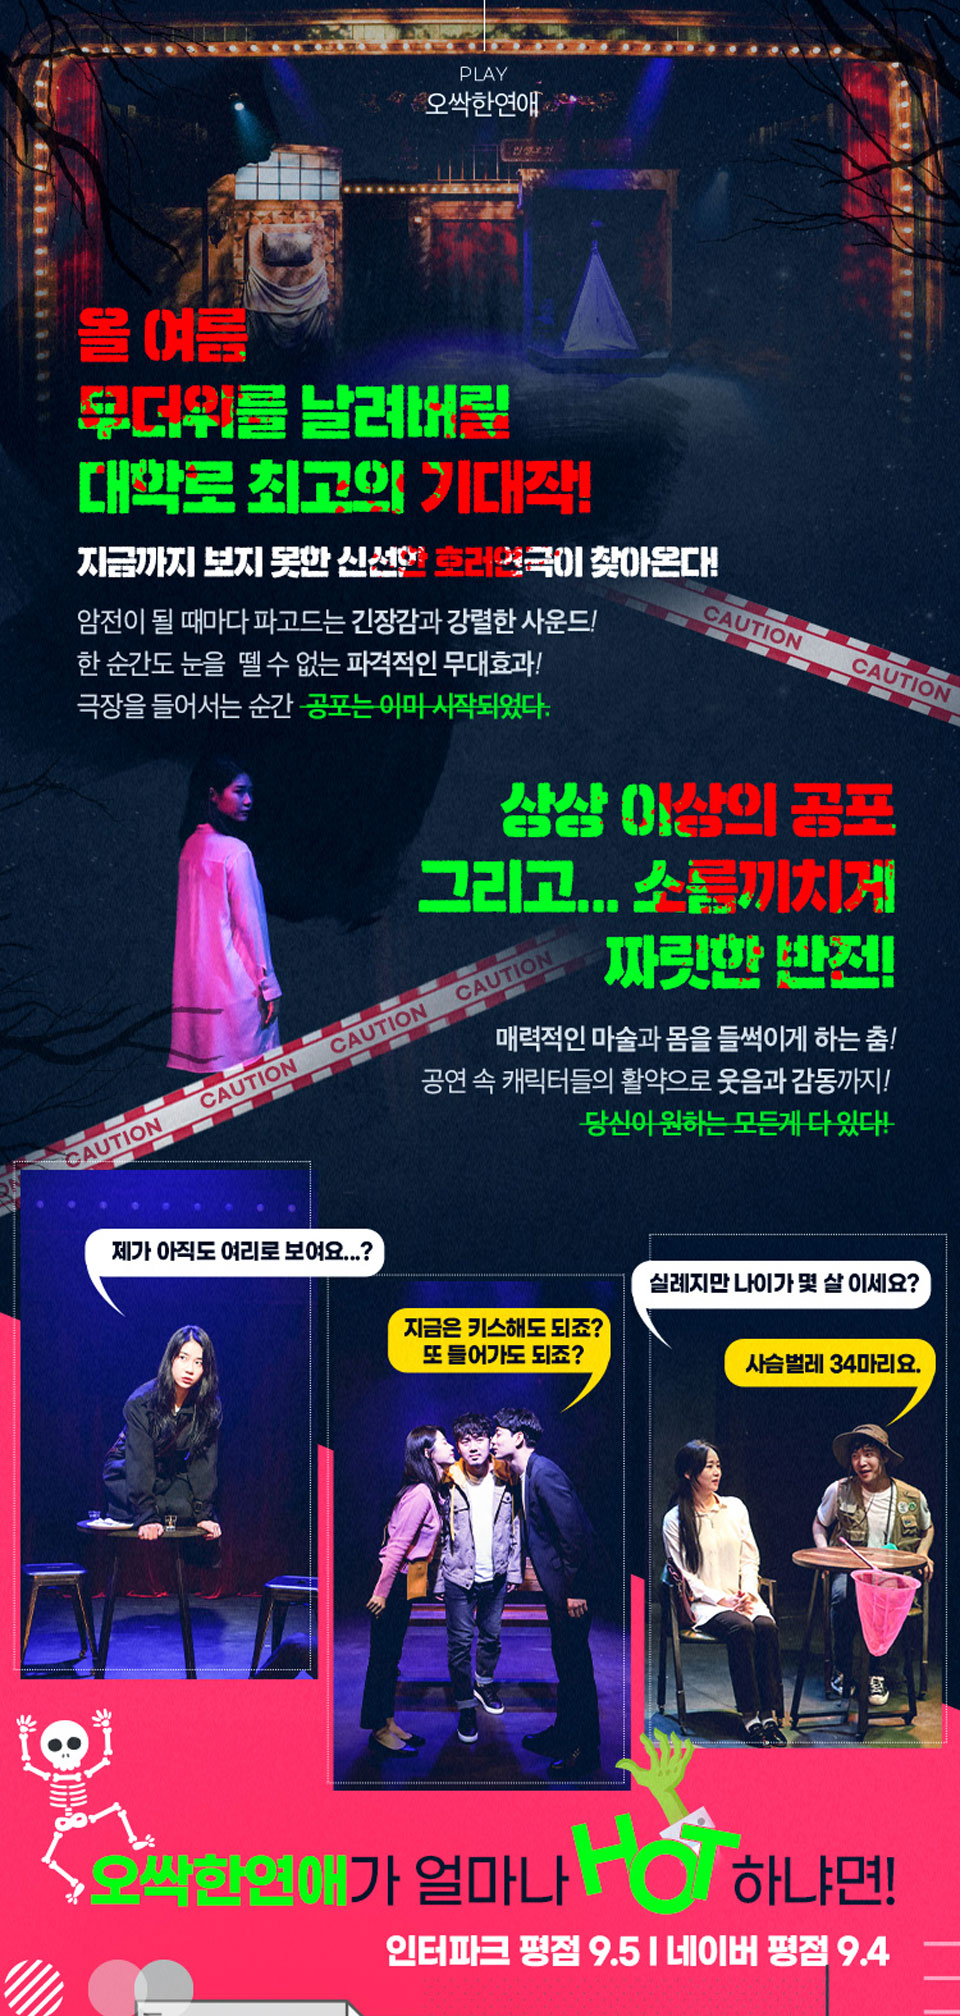 PLAY
오싹한연애
올 여름
무더위를 날려버릴
대학로 최고의 기대작!
지금까지 보지 못한 신선한 호러연극이 찾아온다!
암전이 될 때마다 파고드는 긴장감과 강렬한 사운드!
한 순간도 눈을 뗄 수 없는 파격적인 무대효과!
극장을 들어서는 순간 공포는 이미 시작되었다.
CAUTION
CAUTION
상상 이상의 공포
그리고... 소름끼치게
짜릿한 반전!
CAUTION
CAUTION
CAUTION
CAUTION
CAUTION
매력적인 마술과 몸을 들썩이게 하는 춤!
공연 속 캐릭터들의 활약으로 웃음과 감동까지!
당신이 원하는 모든게 다 있다!
제가 아직도 여리로 보여요...?
지금은 키스해도 되죠?
또 들어가도 되죠?
실례지만 나이가 몇 살 이세요?
사슴벌레 34마리요.
오싹한연애가 얼마나 HOT 하냐면!
인터파크 평점 9.5 I 네이버 평점 9.4